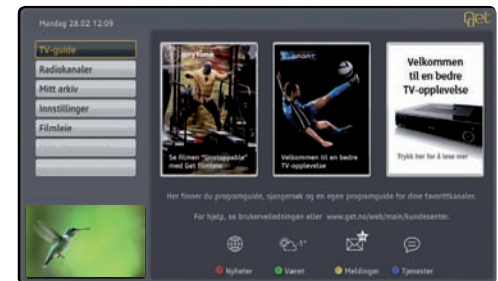 Mandag 28.02 12:09
Get
TV-guide
Radiokanaler
Mitt arkiv
Innstillinger
Filmleie
anytime
Se filmen "Unstoppable"
med Get filmleie
SPORT
Velkommen til en bedre
TV-opplevelse
Velkommen
til en bedre
TV-opplevelse
Trykk her for å lese mer
Her finner du programguide, sjangersøk og en egen programguide for dine favorittkanaler.
For hjelp, se brukerveiledningen eller www.get.no/web/main/kundesenter.
-1°
Nyheter
Været
Meldinger
Tjenester